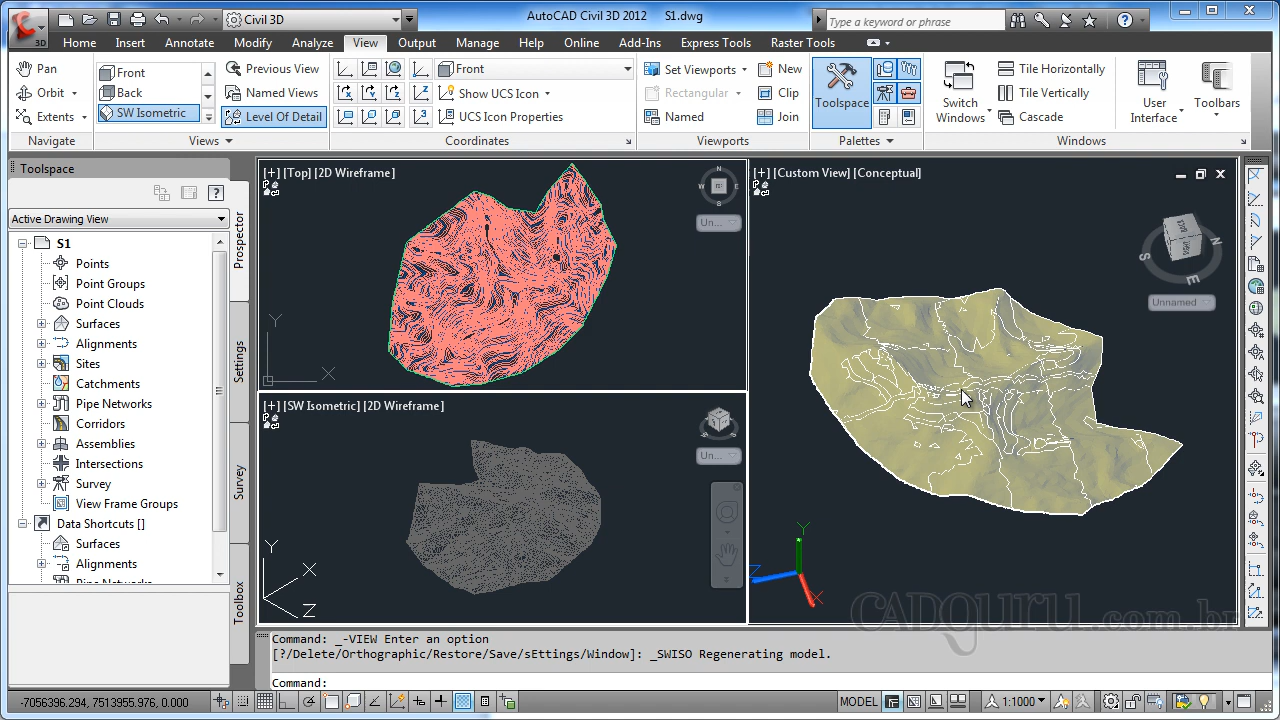 AutoCAD Civil 3D 2012 S1.dwg
Civil 3D
Type a keyword or phrase
3D
Home Insert Annotate Modify Analyze View Output Manage Help Online Add-Ins Express Tools Raster Tools
Pan
Orbit
Extents
Navigate
Front
Back
SW Isometric
Previous View
Named Views
Level Of Detail
Views
Front
Show UCS Icon
UCS Icon Properties
Coordinates
Set Viewports
Rectangular
Named
New
Clip
Join
Viewports
Toolspace
Palettes
Switch
Windows
Tile Horizontally
Tile Vertically
Cascade
Windows
User
Interface
Toolbars
Toolspace
Active Drawing View
S1
Points
Point Groups
Point Clouds
Surfaces
Alignments
Sites
Catchments
Pipe Networks
Corridors
Assemblies
Intersections
Survey
View Frame Groups
Data Shortcuts []
Surfaces
Alignments
Pipe Networks
Prospector
Settings
Survey
Toolbox
[+] [Top] [2D Wireframe]
N
W E
S
Un...
Y
X
[+] [SW Isometric] [2D Wireframe]
Un...
Y
X
Z
[+] [Custom View] [Conceptual]
N
S
E
Unnamed
Y
Z
X
CADguru.com.br
Command: _-VIEW Enter an option
[?/Delete/Orthographic/Restore/Save/sEttings/Window]: _SWISO Regenerating model.
Command:
-7056396.294, 7513955.976, 0.000
MODEL
1:1000